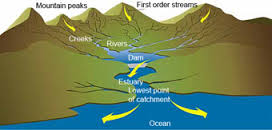 Mountain peaks
First order streams
Creeks
Rivers
Dam
Estuary
Lowest point
of catchment
Ocean